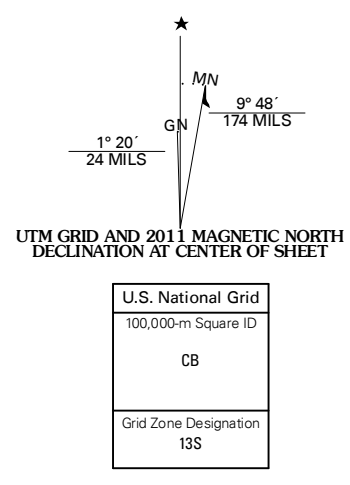 ★
MN
9° 48´
174 MILS
GN
1° 20´
24 MILS
UTM GRID AND 2011 MAGNETIC NORTH
DECLINATION AT CENTER OF SHEET
U.S. National Grid
100,000-m Square ID
CB
Grid Zone Designation
13S